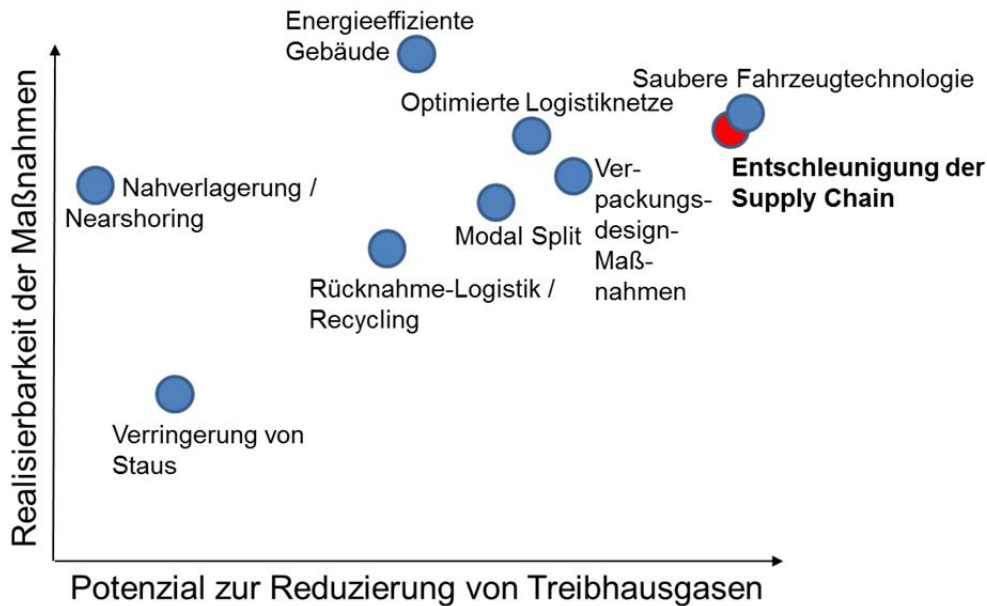 Energieeffiziente
Gebäude
Saubere Fahrzeugtechnologie
Optimierte Logistiknetze
Entschleunigung der
Supply Chain
Ver-
packungs-
design-
Maß-
nahmen
Nahverlagerung /
Nearshoring
Modal Split
Rücknahme-Logistik /
Recycling
Verringerung von
Staus
Realisierbarkeit der Maßnahmen
Potenzial zur Reduzierung von Treibhausgasen